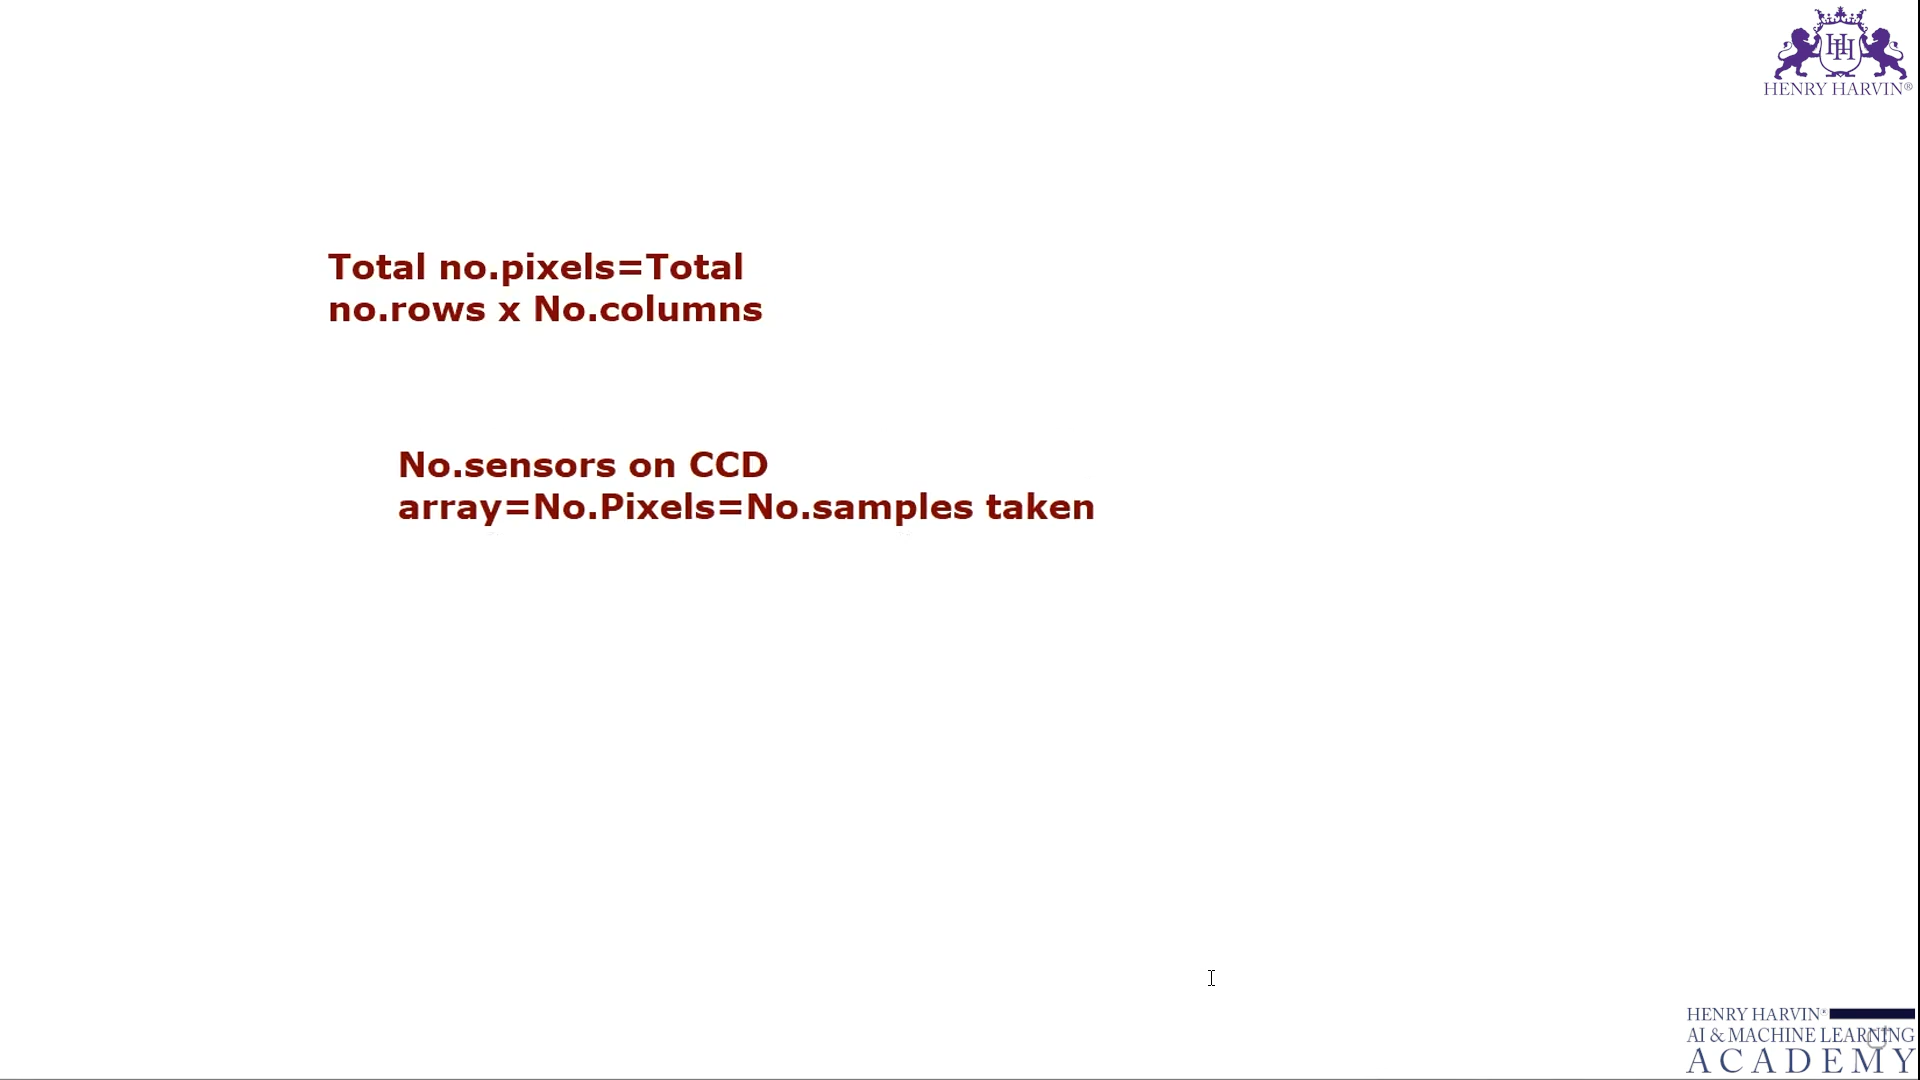 HENRY HARVIN®
Total no.pixels=Total
no.rows x No.columns
No.sensors on CCD
array=No.Pixels=No.samples taken
HENRY HARVIN®
AI & MACHINE LEARNING
ACADEMY